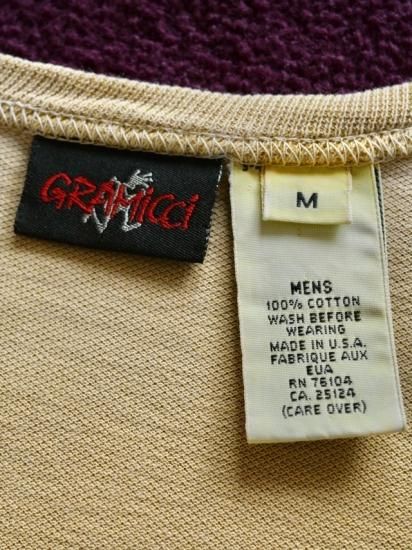 GRAMICCI
M
MENS
100% COTTON
WASH BEFORE
WEARING
MADE IN U.S.A.
FABRIQUE AUX
EUA
RN 76104
CA. 25124
(CARE OVER)